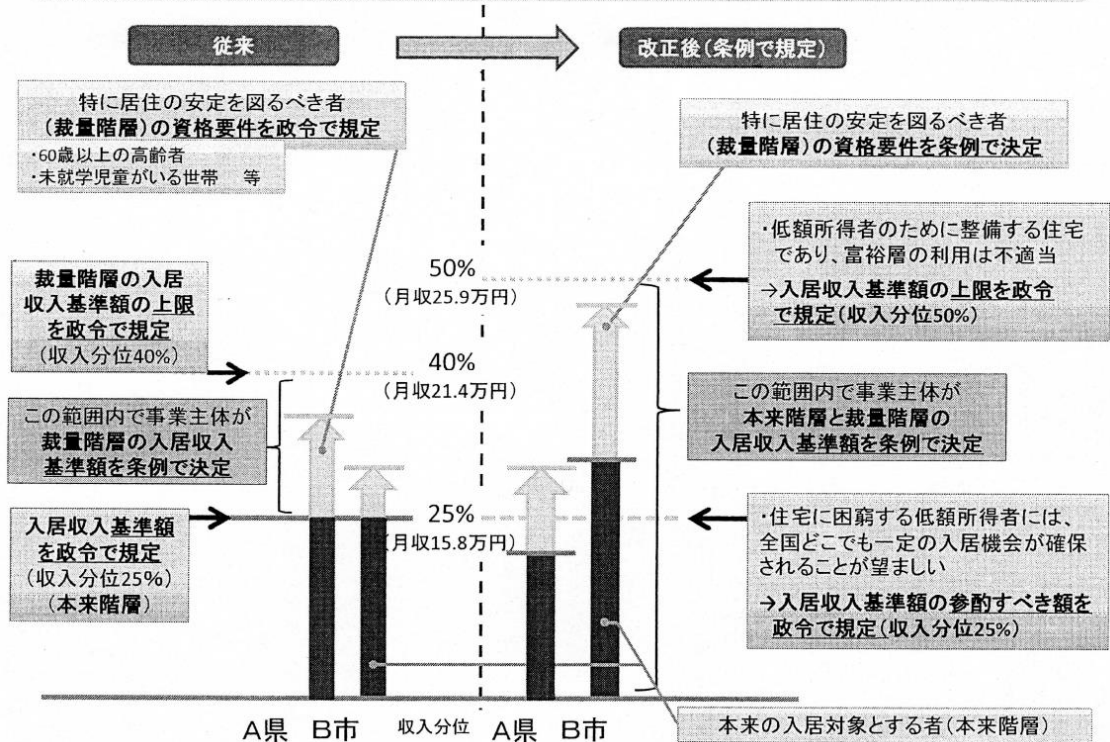 従来
改正後(条例で規定)
特に居住の安定を図るべき者
(裁量階層)の資格要件を政令で規定
・60歳以上の高齢者
・未就学児童がいる世帯 等
特に居住の安定を図るべき者
(裁量階層)の資格要件を条例で決定
裁量階層の入居
収入基準額の上限
を政令で規定
(収入分位40%)
この範囲内で事業主体が
裁量階層の入居収入
基準額を条例で決定
入居収入基準額
を政令で規定
(収入分位25%)
(本来階層)
50%
(月収25.9万円)
40%
(月収21.4万円)
25%
(月収15.8万円)
・低額所得者のために整備する住宅
であり、富裕層の利用は不適当
→入居収入基準額の上限を政令
で規定(収入分位50%)
この範囲内で事業主体が
本来階層と裁量階層の
入居収入基準額を条例で決定
・住宅に困窮する低額所得者には、
全国どこでも一定の入居機会が確保
されることが望ましい
→入居収入基準額の参酌すべき額を
政令で規定(収入分位25%)
A県 B市 収入分位 A県 B市
本来の入居対象とする者(本来階層)